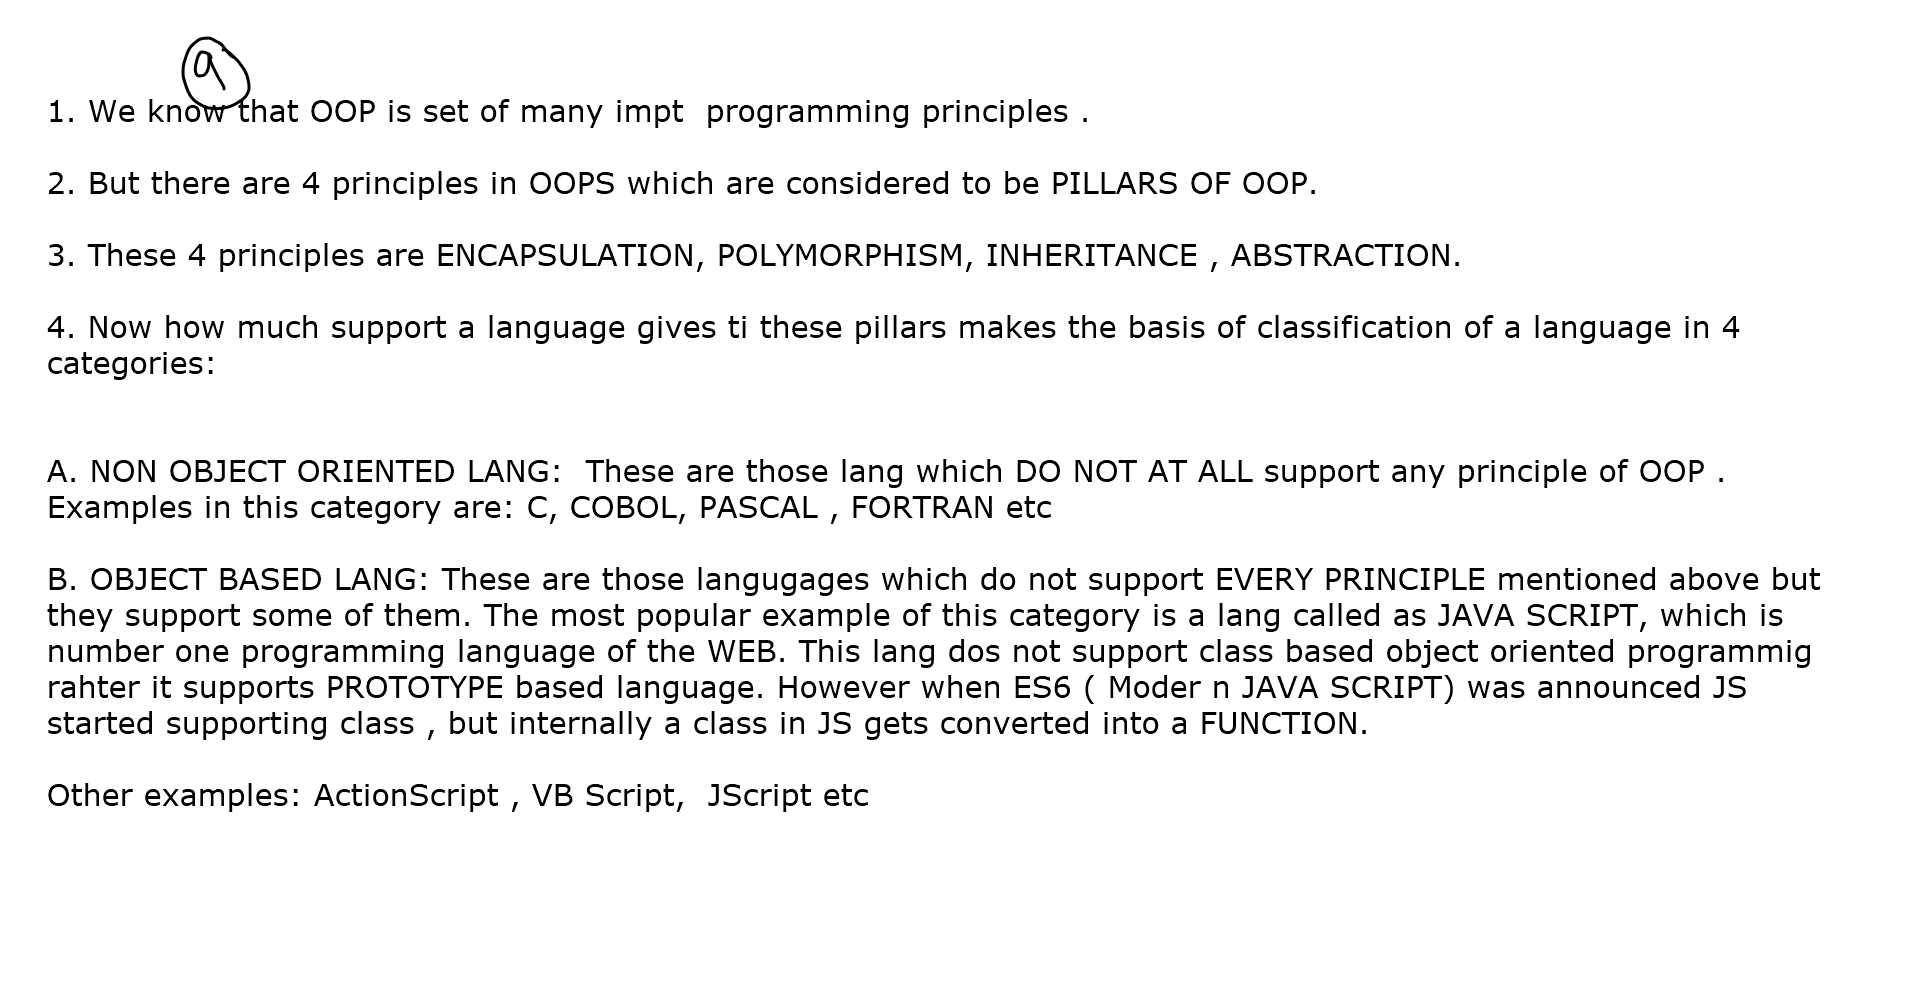 9
1. We know that OOP is set of many impt  programming principles .
2. But there are 4 principles in OOPS which are considered to be PILLARS OF OOP.
3. These 4 principles are ENCAPSULATION, POLYMORPHISM, INHERITANCE , ABSTRACTION.
4. Now how much support a language gives ti these pillars makes the basis of classification of a language in 4
categories:
A. NON OBJECT ORIENTED LANG:  These are those lang which DO NOT AT ALL support any principle of OOP .
Examples in this category are: C, COBOL, PASCAL , FORTRAN etc
B. OBJECT BASED LANG: These are those langugages which do not support EVERY PRINCIPLE mentioned above but
they support some of them. The most popular example of this category is a lang called as JAVA SCRIPT, which is
number one programming language of the WEB. This lang dos not support class based object oriented programmig
rahter it supports PROTOTYPE based language. However when ES6 ( Moder n JAVA SCRIPT) was announced JS
started supporting class , but internally a class in JS gets converted into a FUNCTION.
Other examples: ActionScript , VB Script,  JScript etc